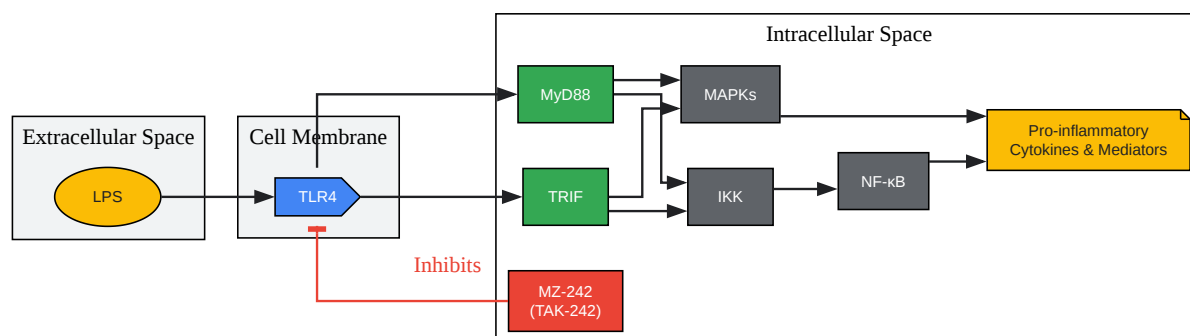 Intracellular Space
MyD88
MAPKs
Extracellular Space
Cell Membrane
Pro-inflammatory
Cytokines & Mediators
LPS
TLR4
TRIF
IKK
NF-κB
Inhibits
MZ-242
(TAK-242)